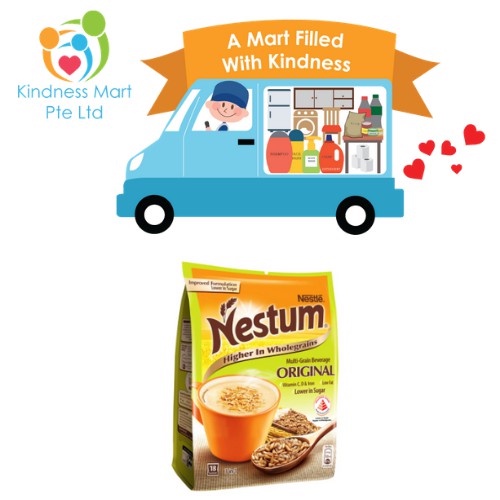 Kindness Mart
Pte Ltd
A Mart Filled
With Kindness
Improved Formulation
Lower in Sugar
Nestlé
Nestum
Higher In Wholegrains
Multi-Grain Beverage
ORIGINAL
Vitamin C, D & Iron
Low GI
Lower in Sugar
18